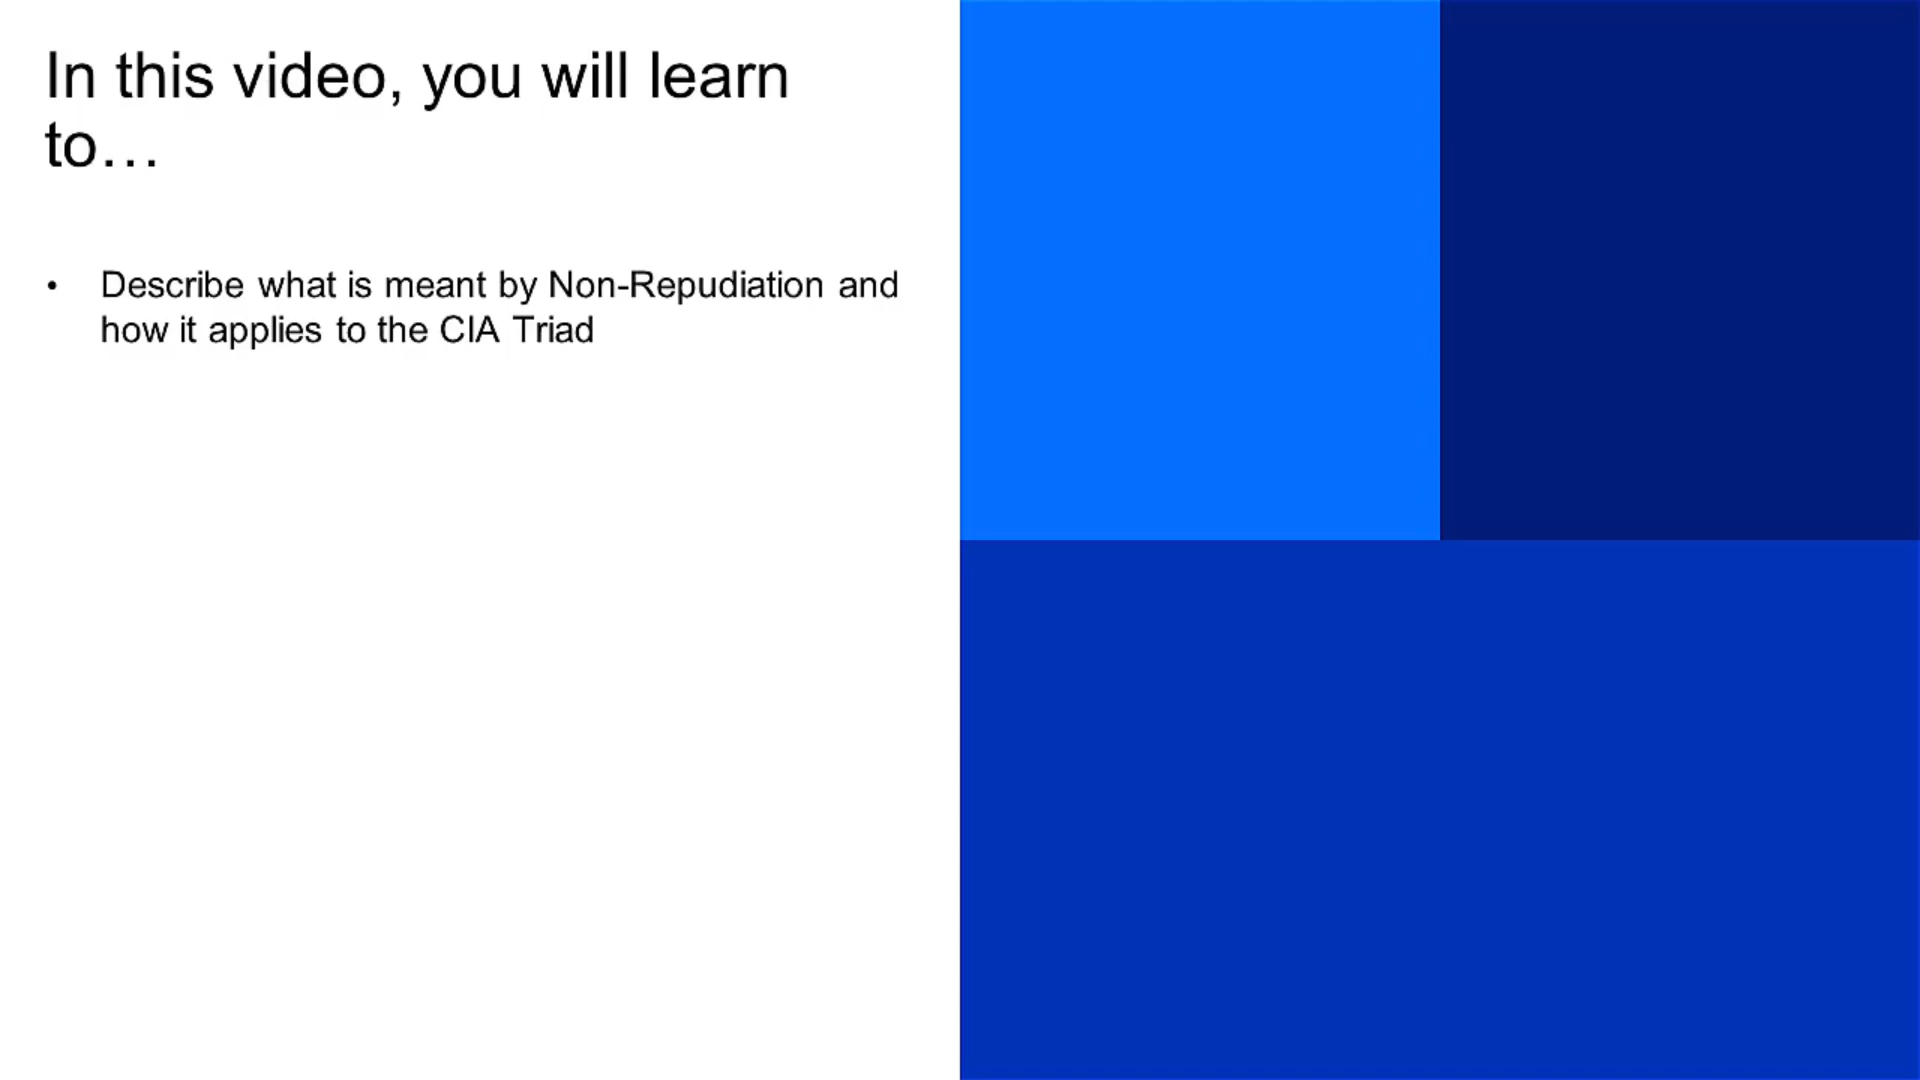 In this video, you will learn
to…
• Describe what is meant by Non-Repudiation and
how it applies to the CIA Triad